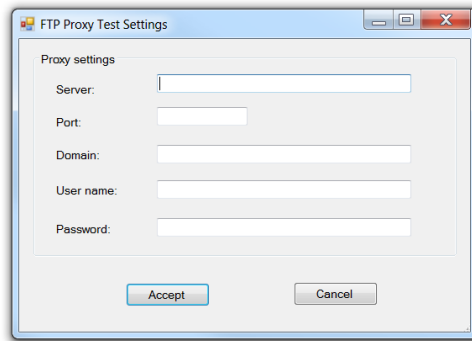 FTP Proxy Test Settings
Proxy settings
Server:
Port:
Domain:
User name:
Password:
Accept Cancel